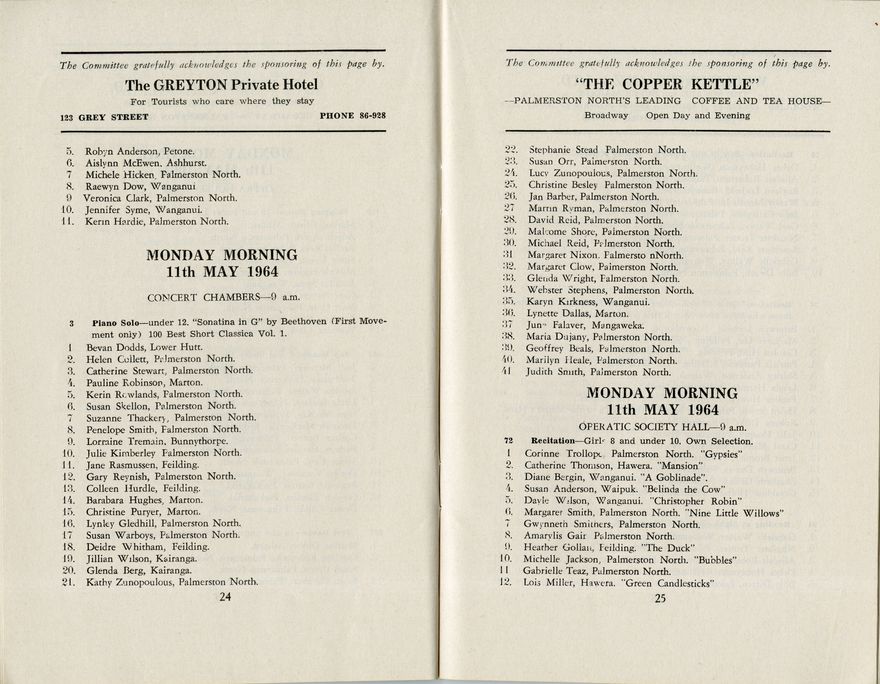 The Committee gratefully acknowledges the sponsoring of this page by.
The GREYTON Private Hotel
For Tourists who care where they stay
123 GREY STREET PHONE 86-928
5. Robyn Anderson, Petone.
6. Aislynn McEwen, Ashhurst.
7 Michele Hicken, Palmerston North.
8. Raewyn Dow, Wanganui
9 Veronica Clark, Palmerston North.
10. Jennifer Syme, Wanganui.
11. Kerin Hardie, Palmerston North.
MONDAY MORNING
11th MAY 1964
CONCERT CHAMBERS—9 a.m.
3 Piano Solo—under 12. "Sonatina in G" by Beethoven (First Move-
ment only) 100 Best Short Classica Vol. 1.
1 Bevan Dodds, Lower Hutt.
2. Helen Collett, Palmerston North.
3. Catherine Stewart, Palmerston North.
4. Pauline Robinson, Marton.
5. Kerin Rowlands, Palmerston North.
6. Susan Skellon, Palmerston North.
7 Suzanne Thackery, Palmerston North.
8. Penelope Smith, Palmerston North.
9. Lorraine Tremain, Bunnythorpe.
10. Julie Kimberley Palmerston North.
11. Jane Rasmussen, Feilding.
12. Gary Reynish, Palmerston North.
13. Colleen Hurdle, Feilding.
14. Barabara Hughes, Marton.
15. Christine Puryer, Marton.
16. Lynley Gledhill, Palmerston North.
17 Susan Warboys, Palmerston North.
18. Deidre Whitham, Feilding.
19. Jillian Wilson, Kairanga.
20. Glenda Berg, Kairanga.
21. Kathy Zunopoulous, Palmerston North.
24
The Committee gratefully acknowledges the sponsoring of this page by.
"THE COPPER KETTLE"
—PALMERSTON NORTH'S LEADING COFFEE AND TEA HOUSE—
Broadway Open Day and Evening
22. Stephanie Stead Palmerston North.
23. Susan Orr, Palmerston North.
24. Lucy Zunopoulous, Palmerston North.
25. Christine Besley Palmerston North.
26. Jan Barber, Palmerston North.
27 Martin Ryman, Palmerston North.
28. David Reid, Palmerston North.
29. Malcome Shore, Palmerston North.
30. Michael Reid, Palmerston North.
31 Margaret Nixon. Palmersto nNorth.
32. Margaret Clow, Palmerston North.
33. Glenda Wright, Palmerston North.
34. Webster Stephens, Palmerston North.
35. Karyn Kirkness, Wanganui.
36. Lynette Dallas, Marton.
37 June Falaver, Mangaweka.
38. Maria Dujany, Palmerston North.
39. Geoffrey Beals, Palmerston North.
40. Marilyn Heale, Palmerston North.
41 Judith Smith, Palmerston North.
MONDAY MORNING
11th MAY 1964
OPERATIC SOCIETY HALL—9 a.m.
72 Recitation—Girls 8 and under 10. Own Selection.
1 Corinne Trollope, Palmerston North. "Gypsies"
2. Catherine Thomson, Hawera. "Mansion"
3. Diane Bergin, Wanganui. "A Goblinade".
4. Susan Anderson, Waipuk. "Belinda the Cow"
5. Davle Wilson, Wanganui. "Christopher Robin"
6. Margaret Smith, Palmerston North. "Nine Little Willows"
7 Gwynneth Smithers, Palmerston North.
8. Amarylis Gair Palmerston North.
9. Heather Gollan, Feilding. "The Duck"
10. Michelle Jackson, Palmerston North. "Bubbles"
11 Gabrielle Teaz, Palmerston North.
12. Lois Miller, Hawera. "Green Candlesticks"
25